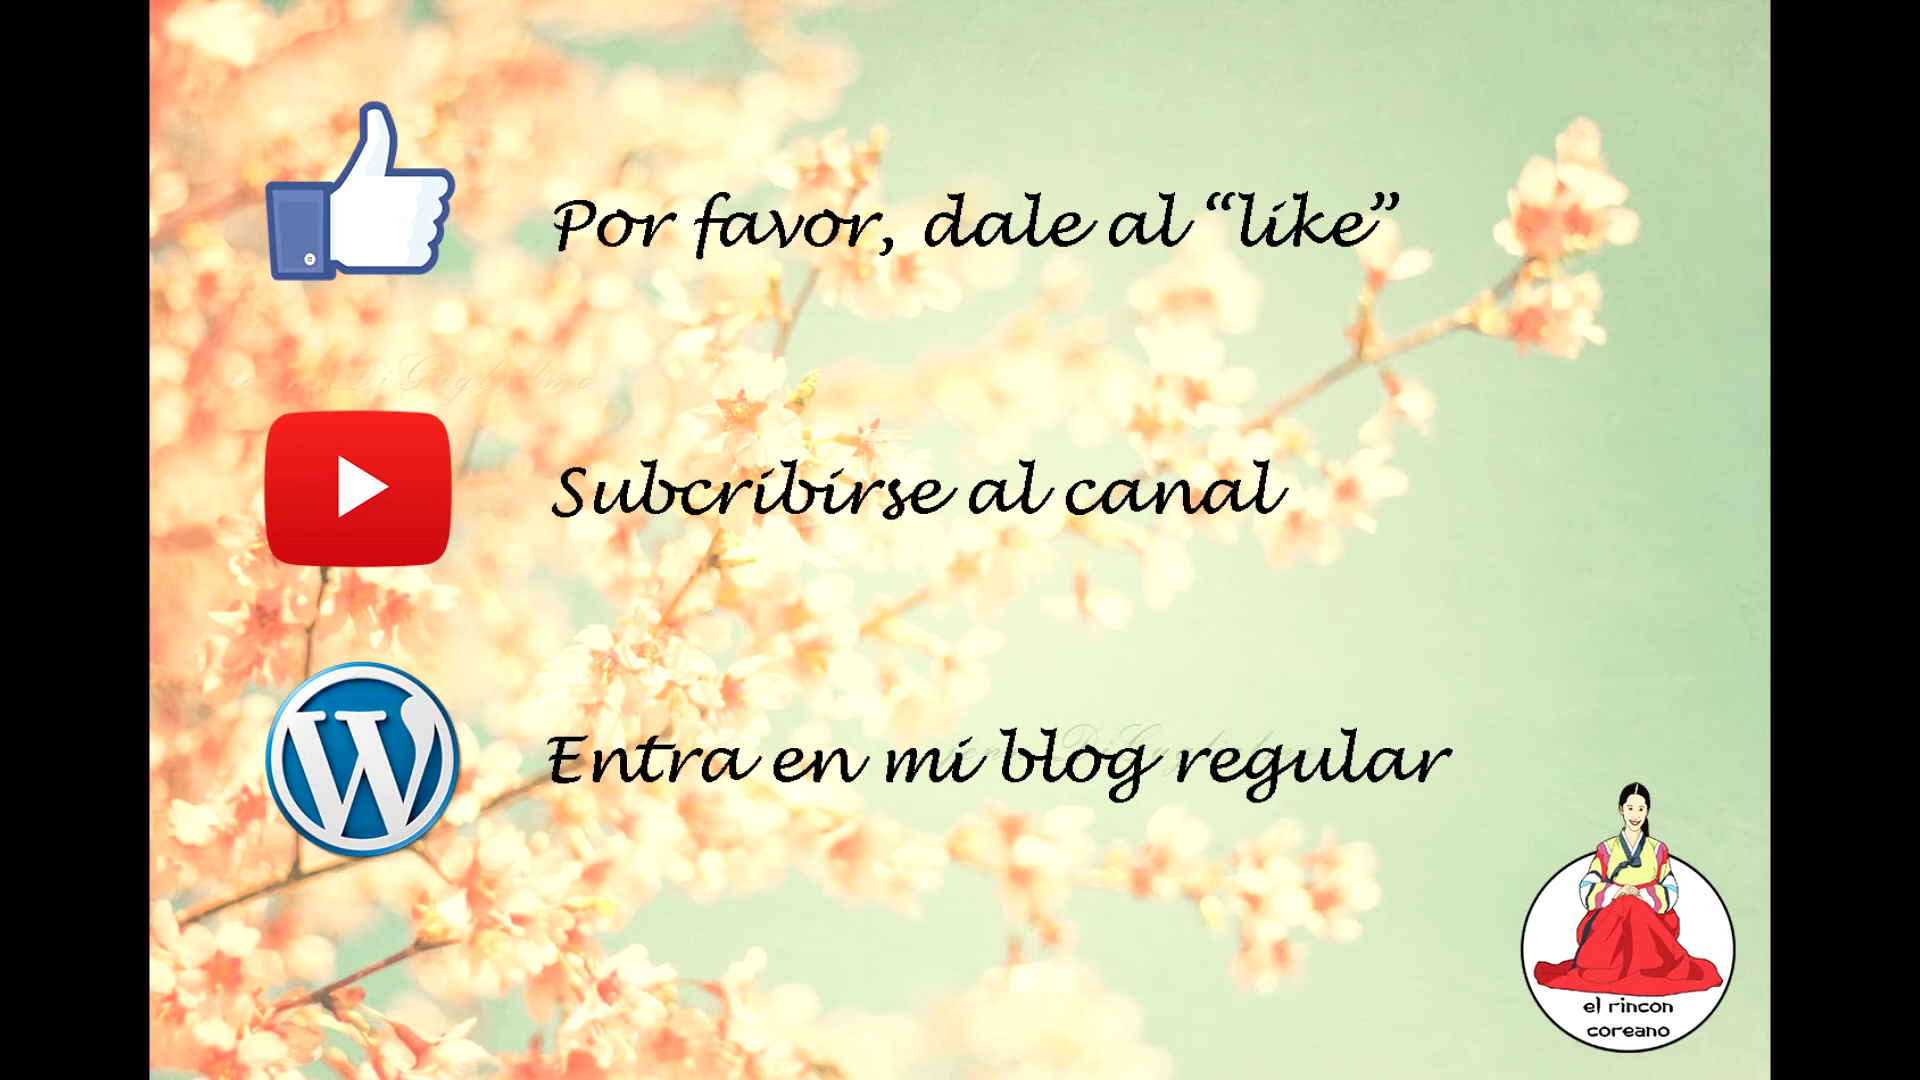 Por favor, dale al “like”
Subcribirse al canal
Entra en mi blog regular
el rincon
coreano